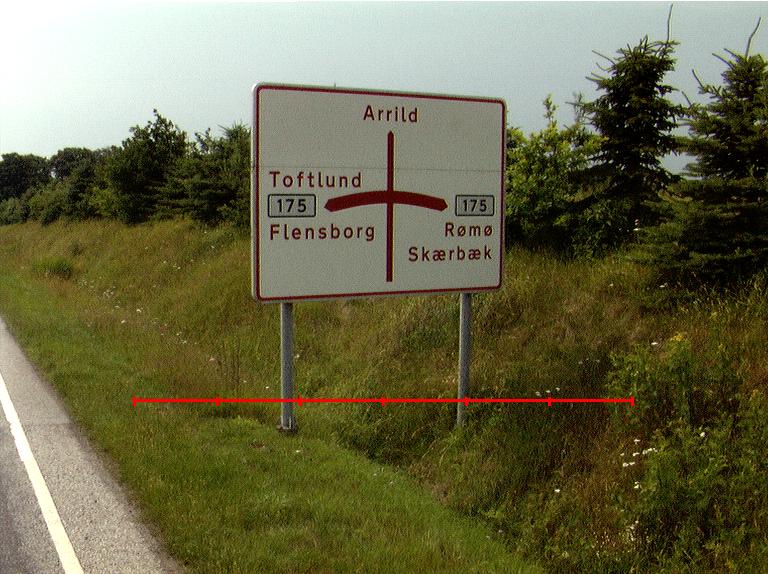 Arrild
Toftlund
175
Flensborg
175
Rømø
Skærbæk